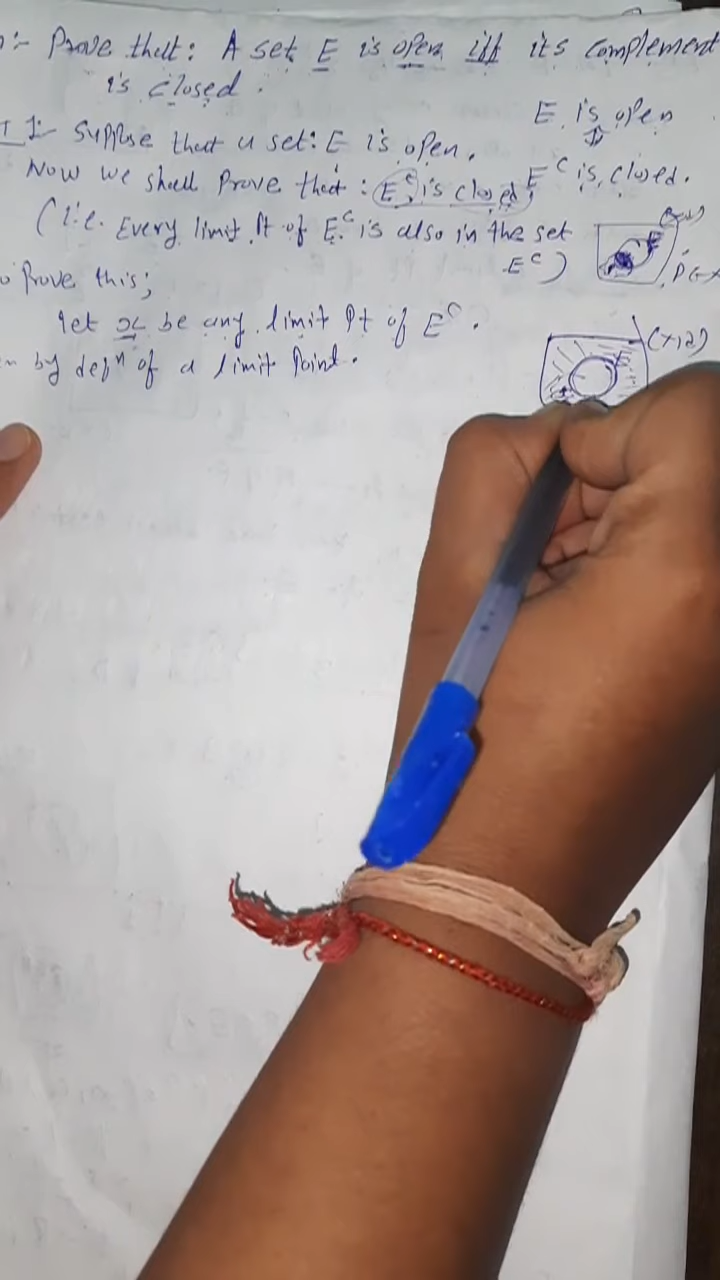 Prove that: A set E is open iff its complement
is closed.
E is open
⇕
E^c is closed.
I:- Suppose that a set: E is open.
Now we shall prove that: E^c is closed,
(i.e. Every limit pt of E^c is also in the set
E^c)
Prove this;
let x be any limit pt of E^c.
by defn of a limit point.
(x,d)